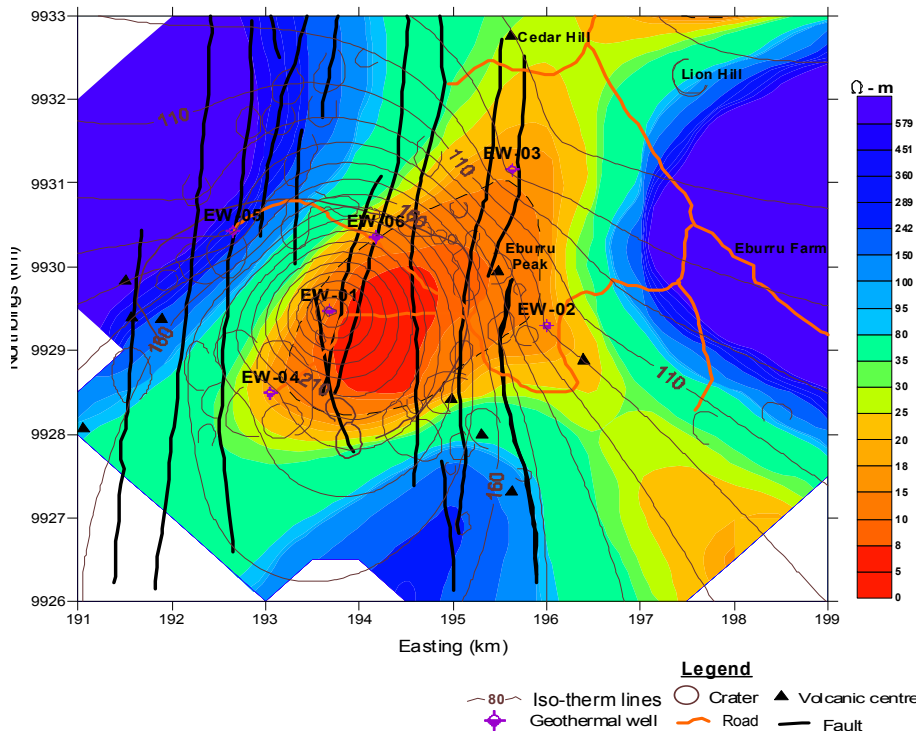 9933
9932
9931
9930
9929
9928
9927
9926
Northings (km)
191 192 193 194 195 196 197 198 199
Easting (km)
Cedar Hill
Lion Hill
110
110
EW-03
EW-05
EW-06
Eburru
Peak
Eburru Farm
EW-01
EW-02
160
EW-04
210
110
160
Ω - m
579
451
360
289
242
142
95
92
80
35
30
25
20
18
15
10
8
5
0
Legend
80 Iso-therm lines
Crater
Volcanic centre
Geothermal well
Road
Fault